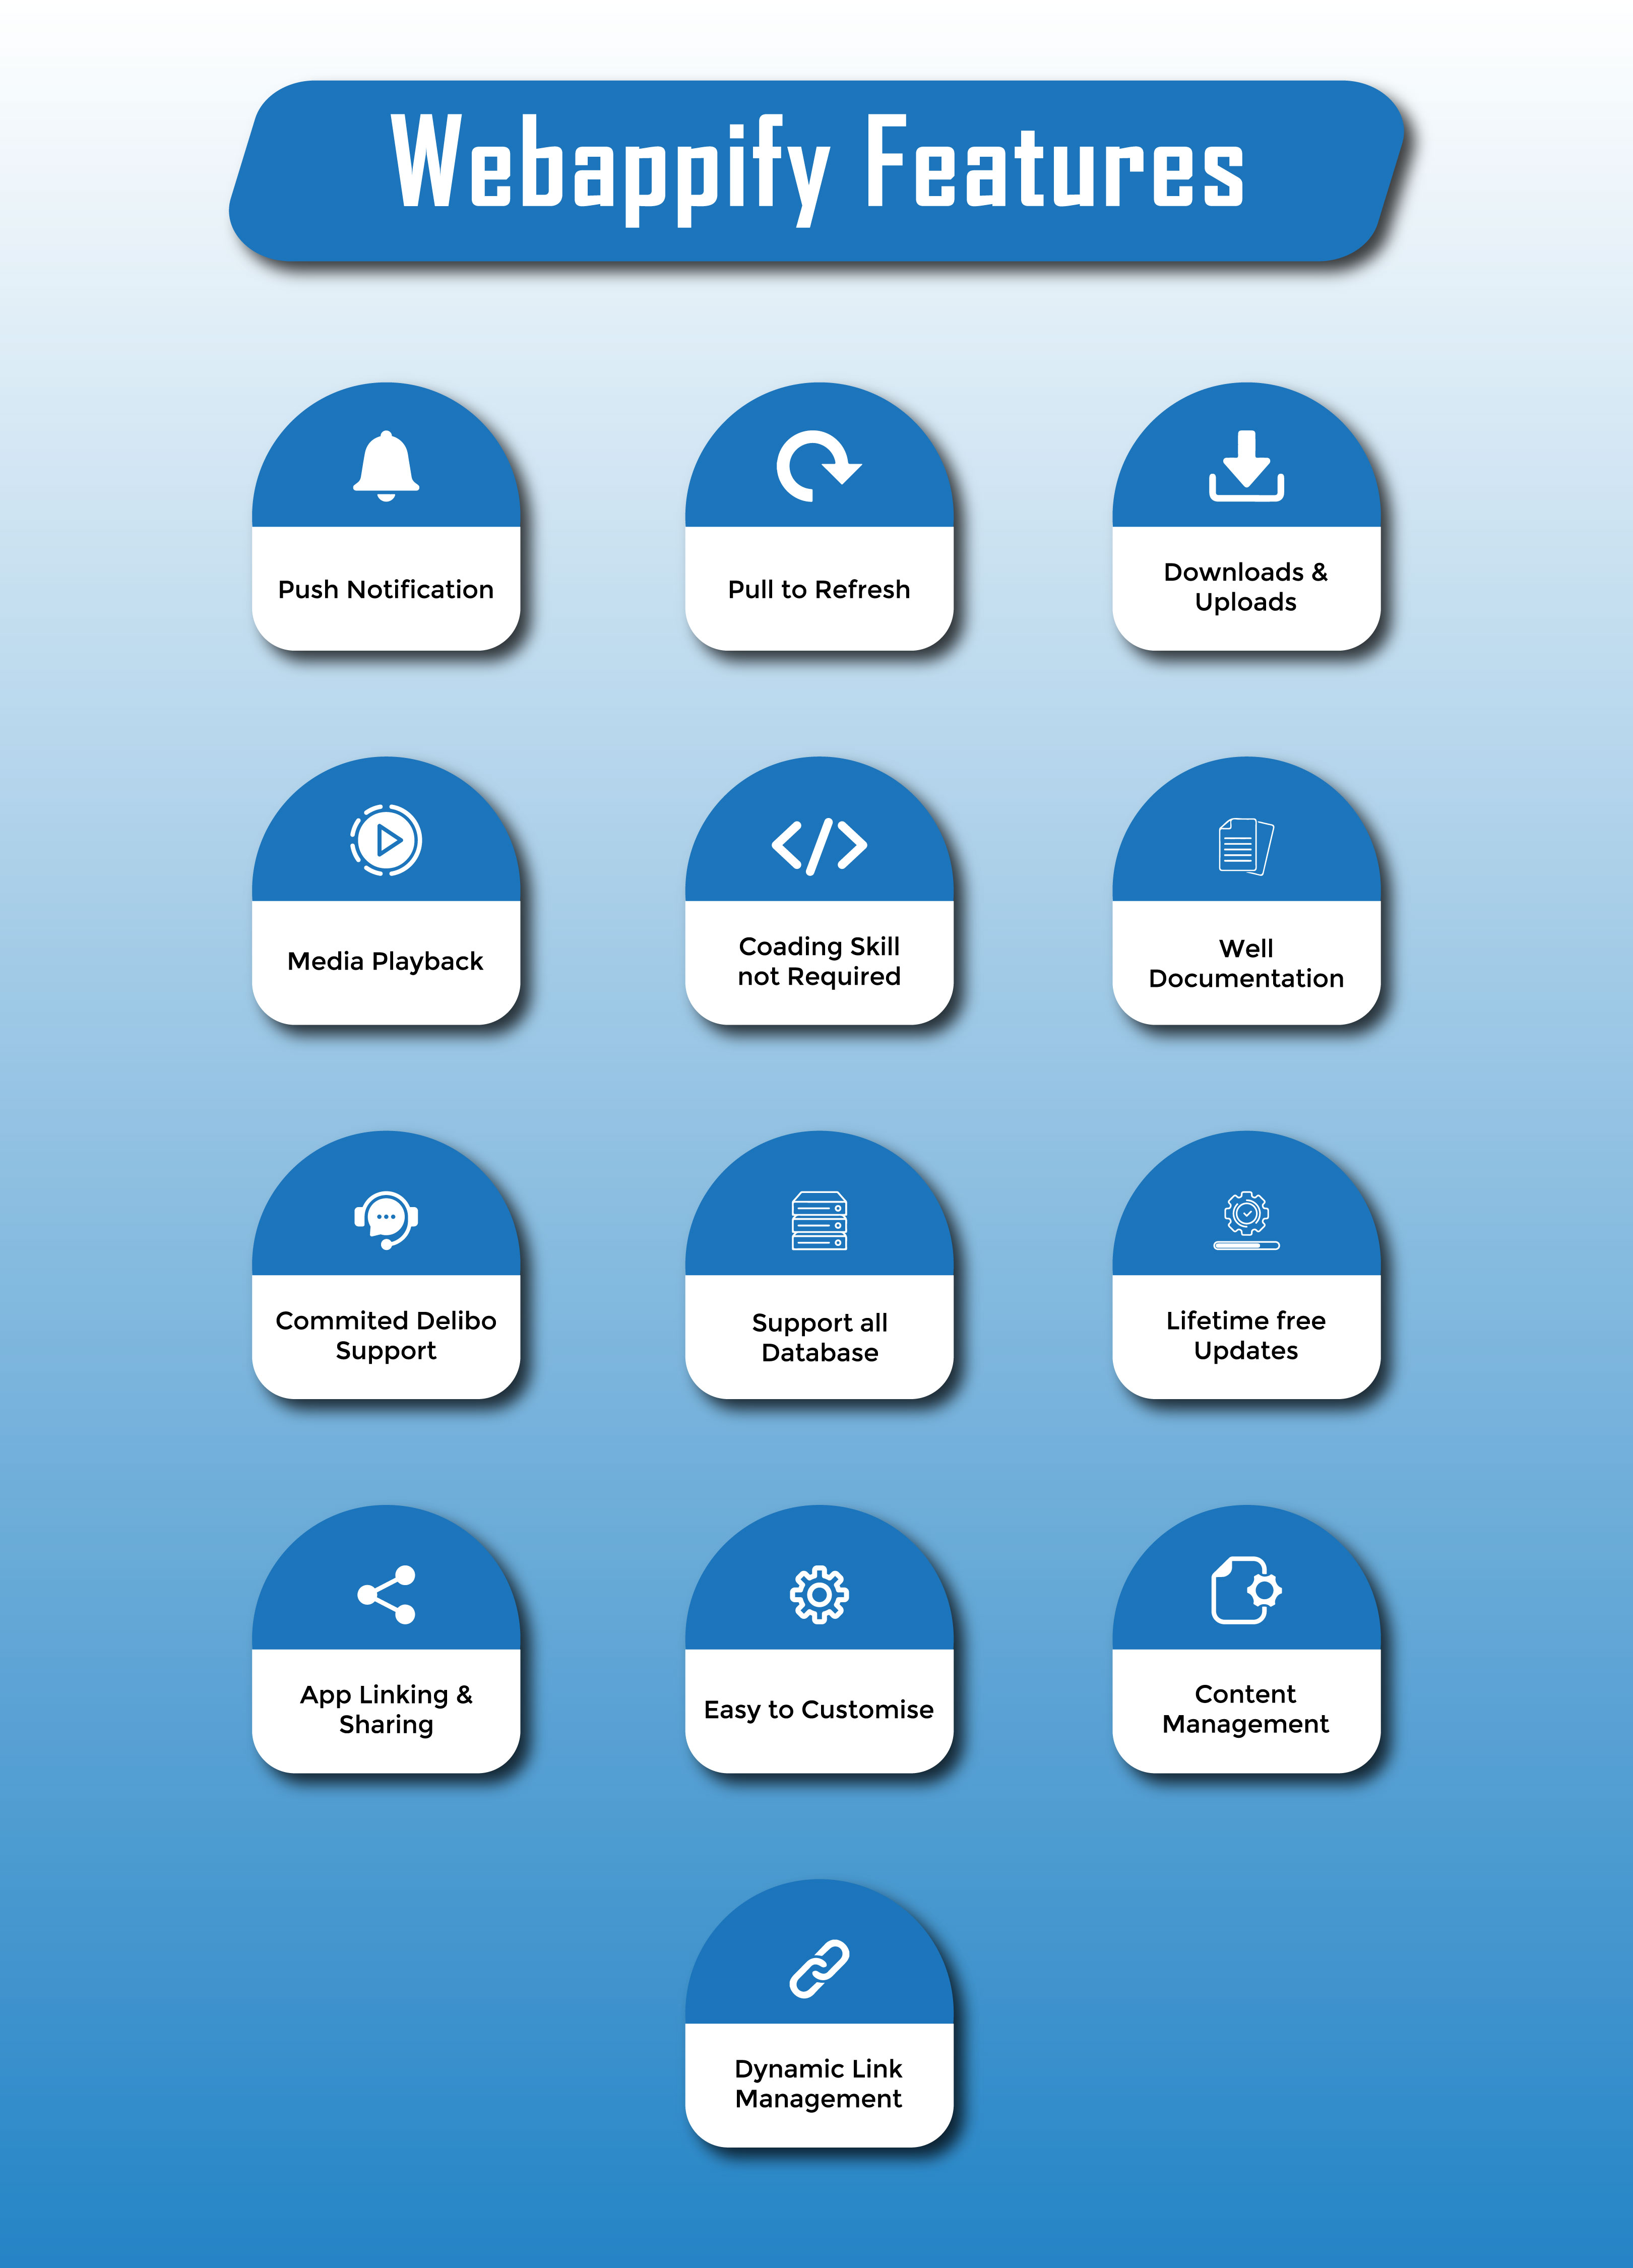 Webappify Features
Push Notification
Pull to Refresh
Downloads &
Uploads
Media Playback
Coading Skill
not Required
Well
Documentation
Commited Delibo
Support
Support all
Database
Lifetime free
Updates
App Linking &
Sharing
Easy to Customise
Content
Management
Dynamic Link
Management